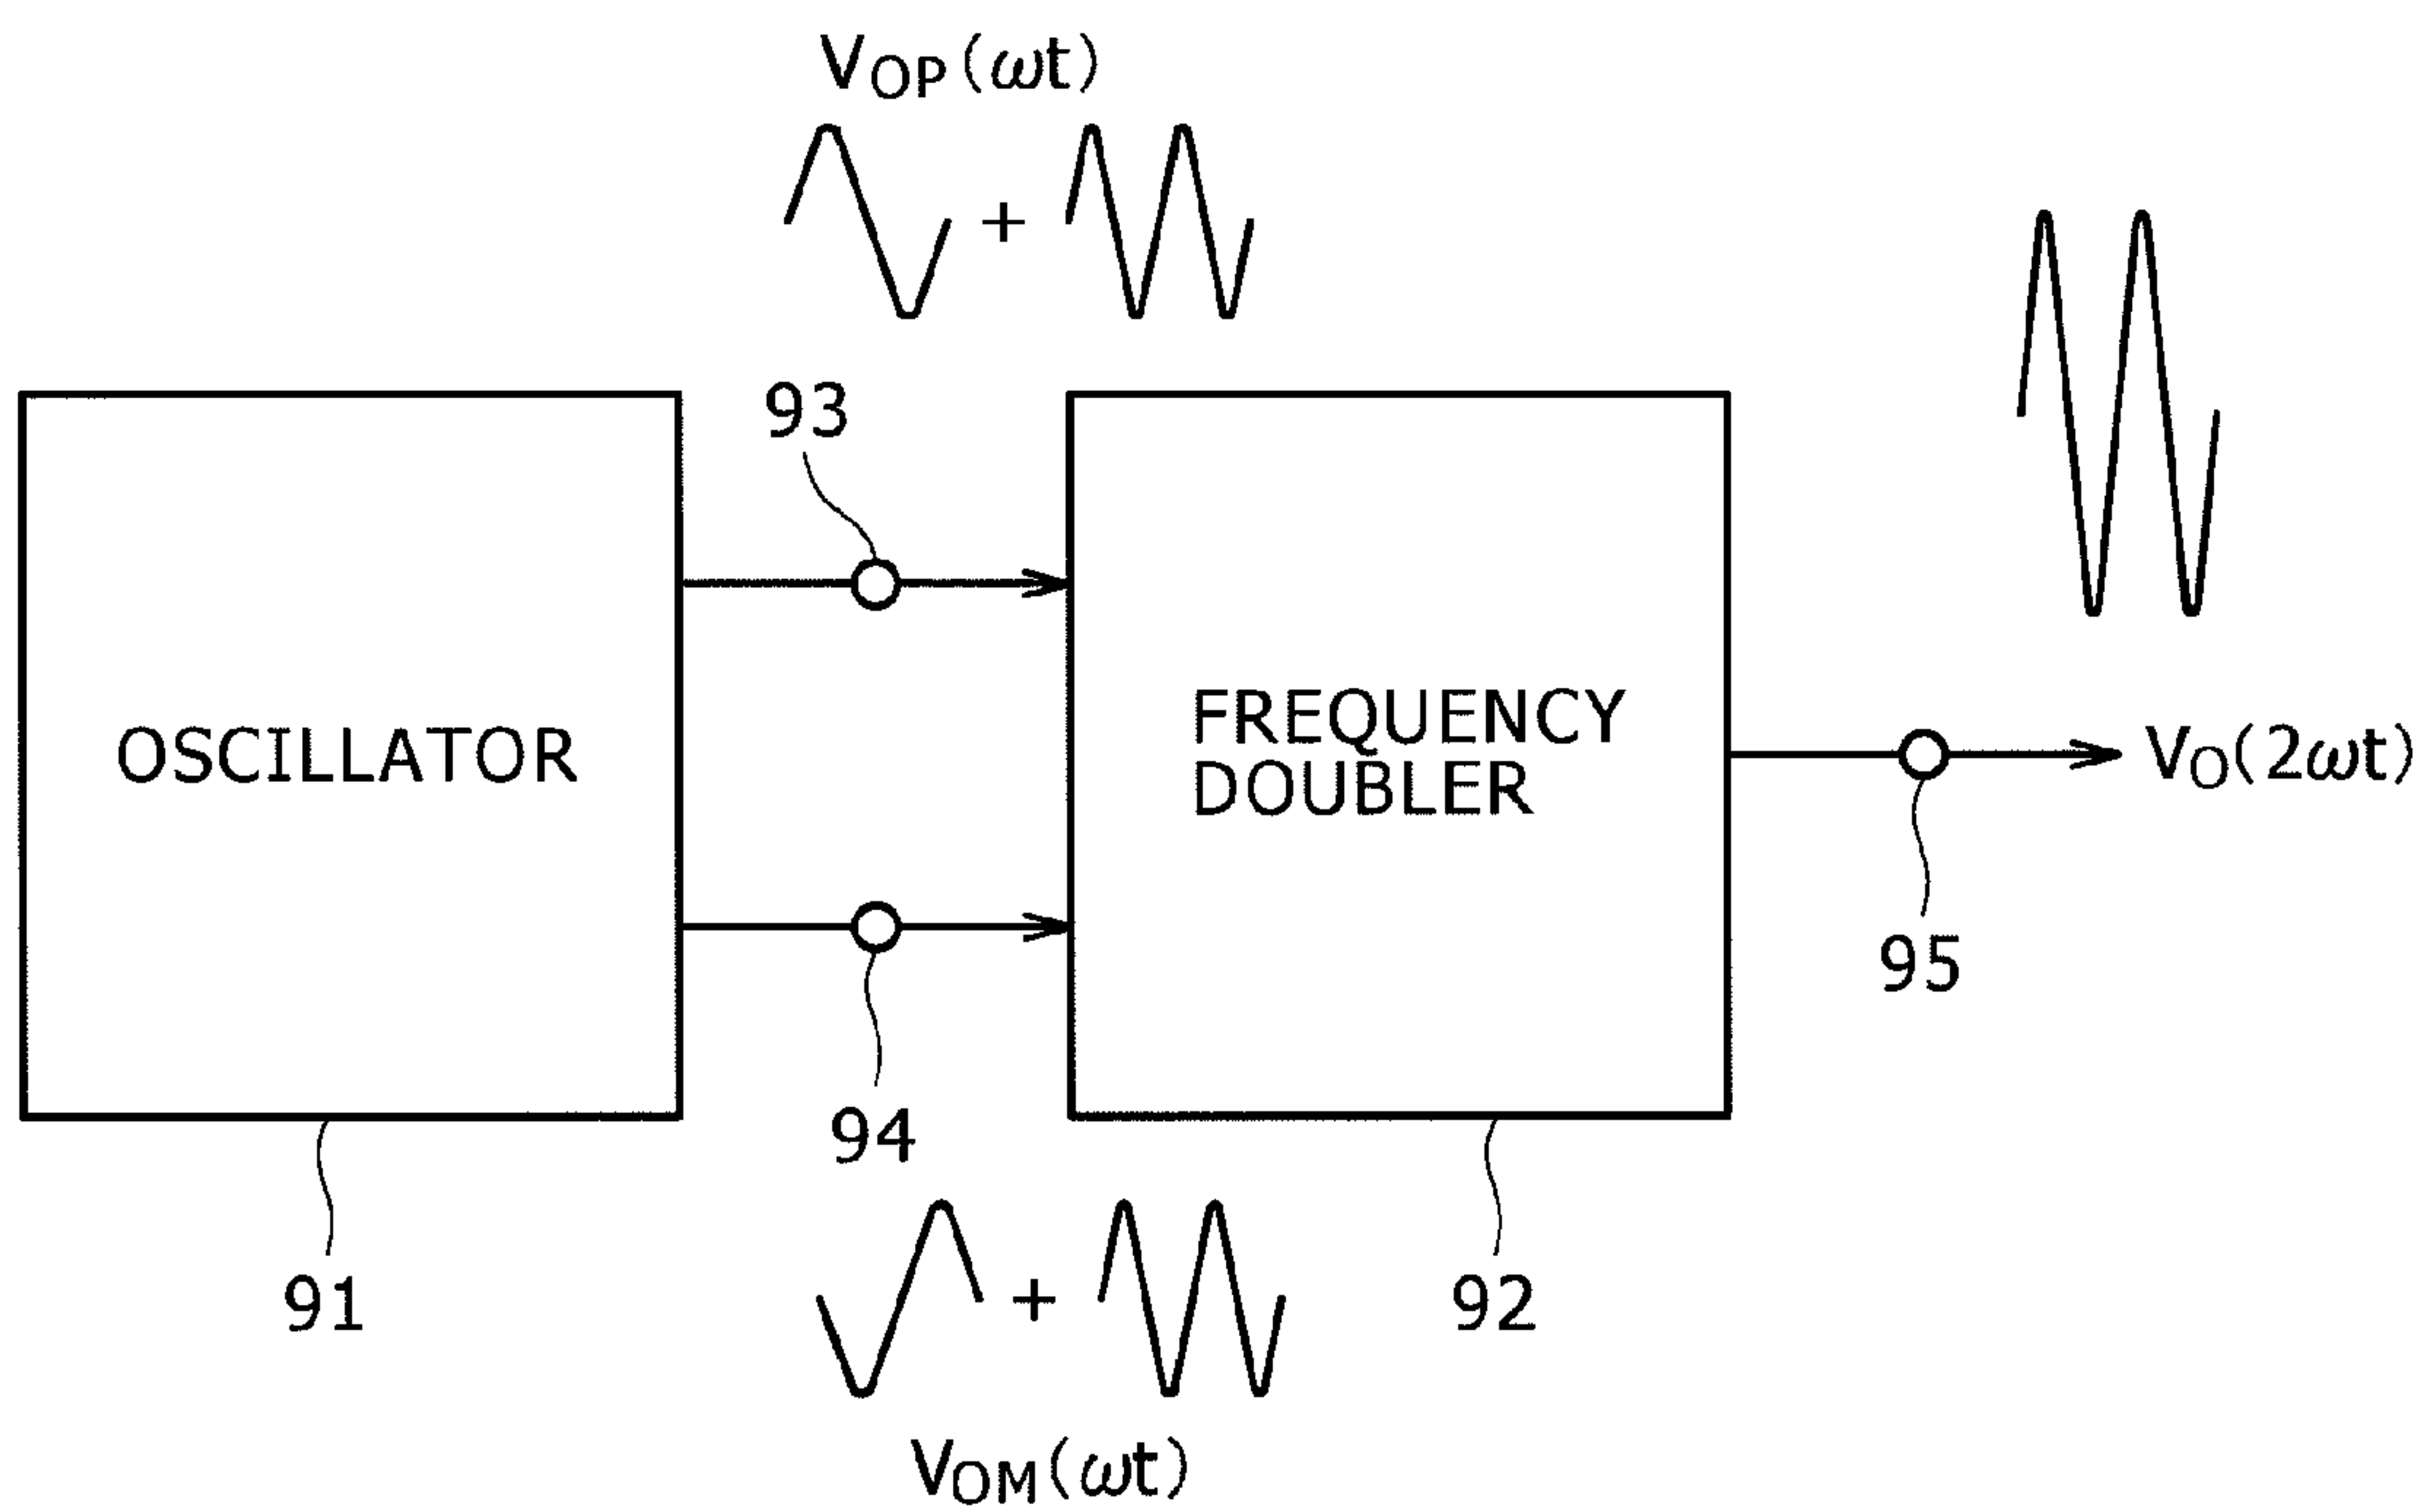 VOP(ωt)
+
93
OSCILLATOR
FREQUENCY
DOUBLER
VO(2ωt)
95
94
91
92
+
VOM(ωt)